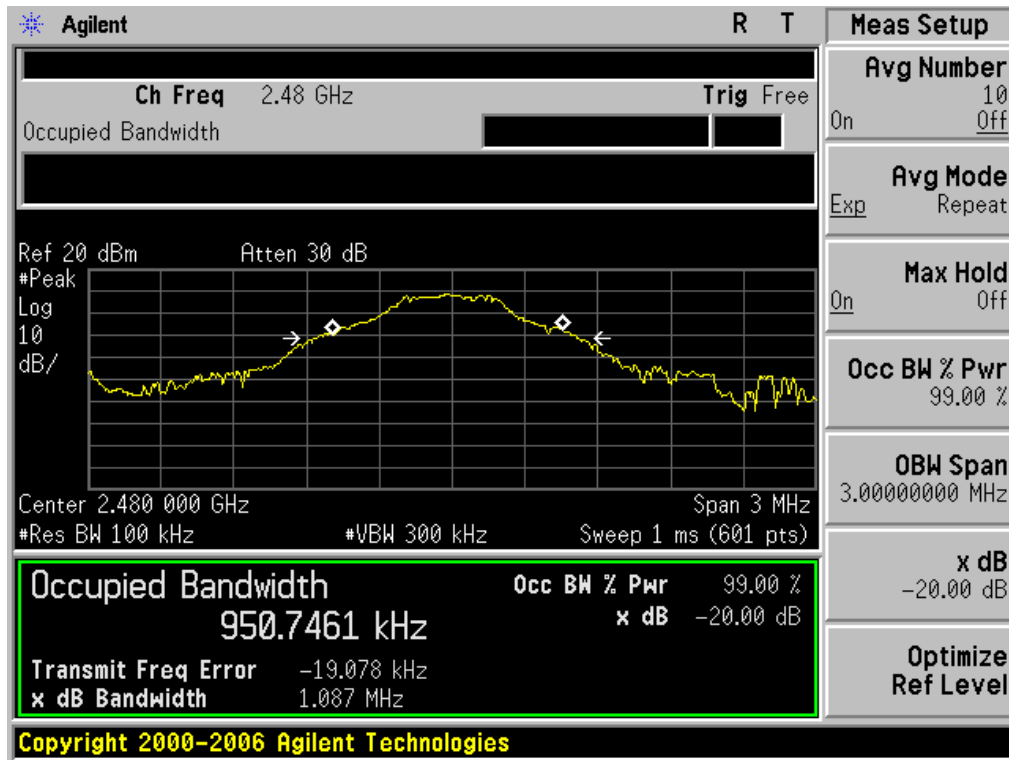 Agilent R T
Meas Setup
Ch Freq 2.48 GHz Trig Free
Occupied Bandwidth
Ref 20 dBm Atten 30 dB
#Peak
Log
10
dB/
Center 2.480 000 GHz Span 3 MHz
#Res BW 100 kHz #VBW 300 kHz Sweep 1 ms (601 pts)
Occupied Bandwidth
950.7461 kHz
Occ BW % Pwr 99.00 %
x dB -20.00 dB
Transmit Freq Error -19.078 kHz
x dB Bandwidth 1.087 MHz
Avg Number
10
On Off
Avg Mode
Exp Repeat
Max Hold
On Off
Occ BW % Pwr
99.00 %
OBW Span
3.00000000 MHz
x dB
-20.00 dB
Optimize
Ref Level
Copyright 2000-2006 Agilent Technologies